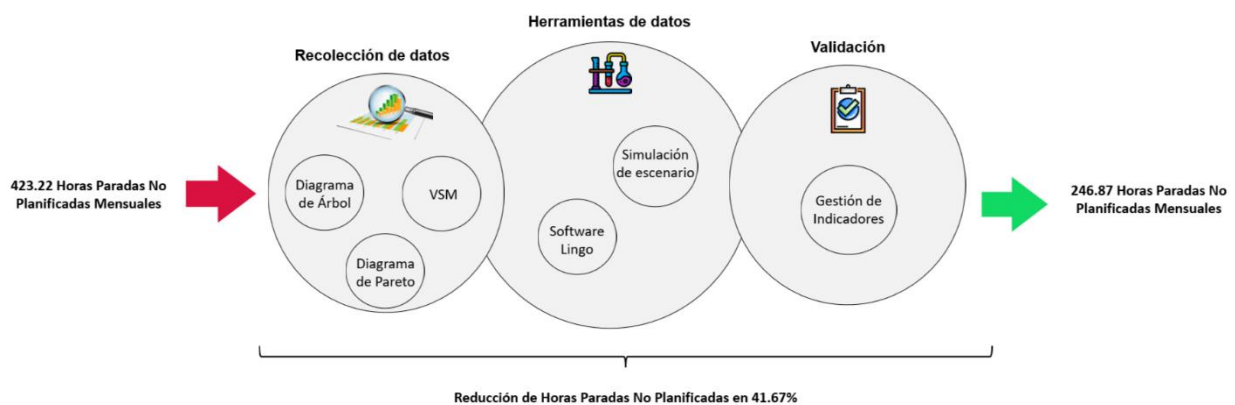 Herramientas de datos
Recolección de datos
Validación
423.22 Horas Paradas No
Planificadas Mensuales
Diagrama
de Árbol
VSM
Diagrama
de Pareto
Simulación
de escenario
Software
Lingo
Gestión de
Indicadores
246.87 Horas Paradas No
Planificadas Mensuales
Reducción de Horas Paradas No Planificadas en 41.67%